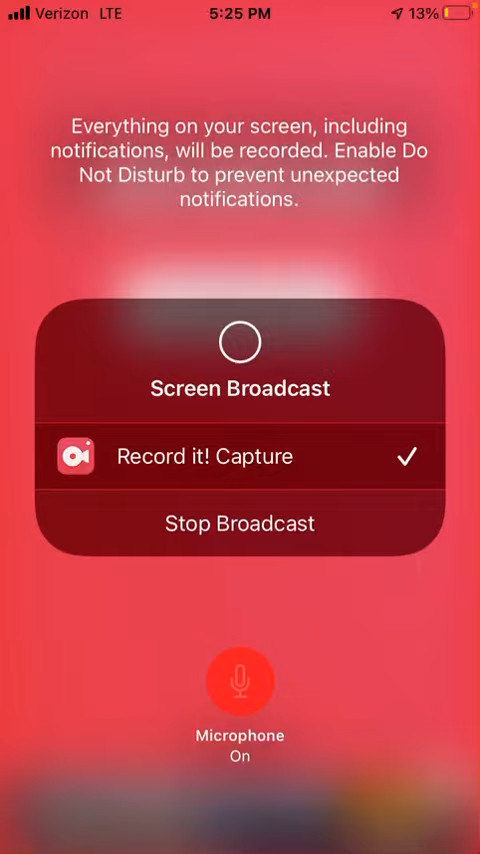 Verizon LTE 5:25 PM 13%
Everything on your screen, including
notifications, will be recorded. Enable Do
Not Disturb to prevent unexpected
notifications.
Screen Broadcast
Record it! Capture
Stop Broadcast
Microphone
On